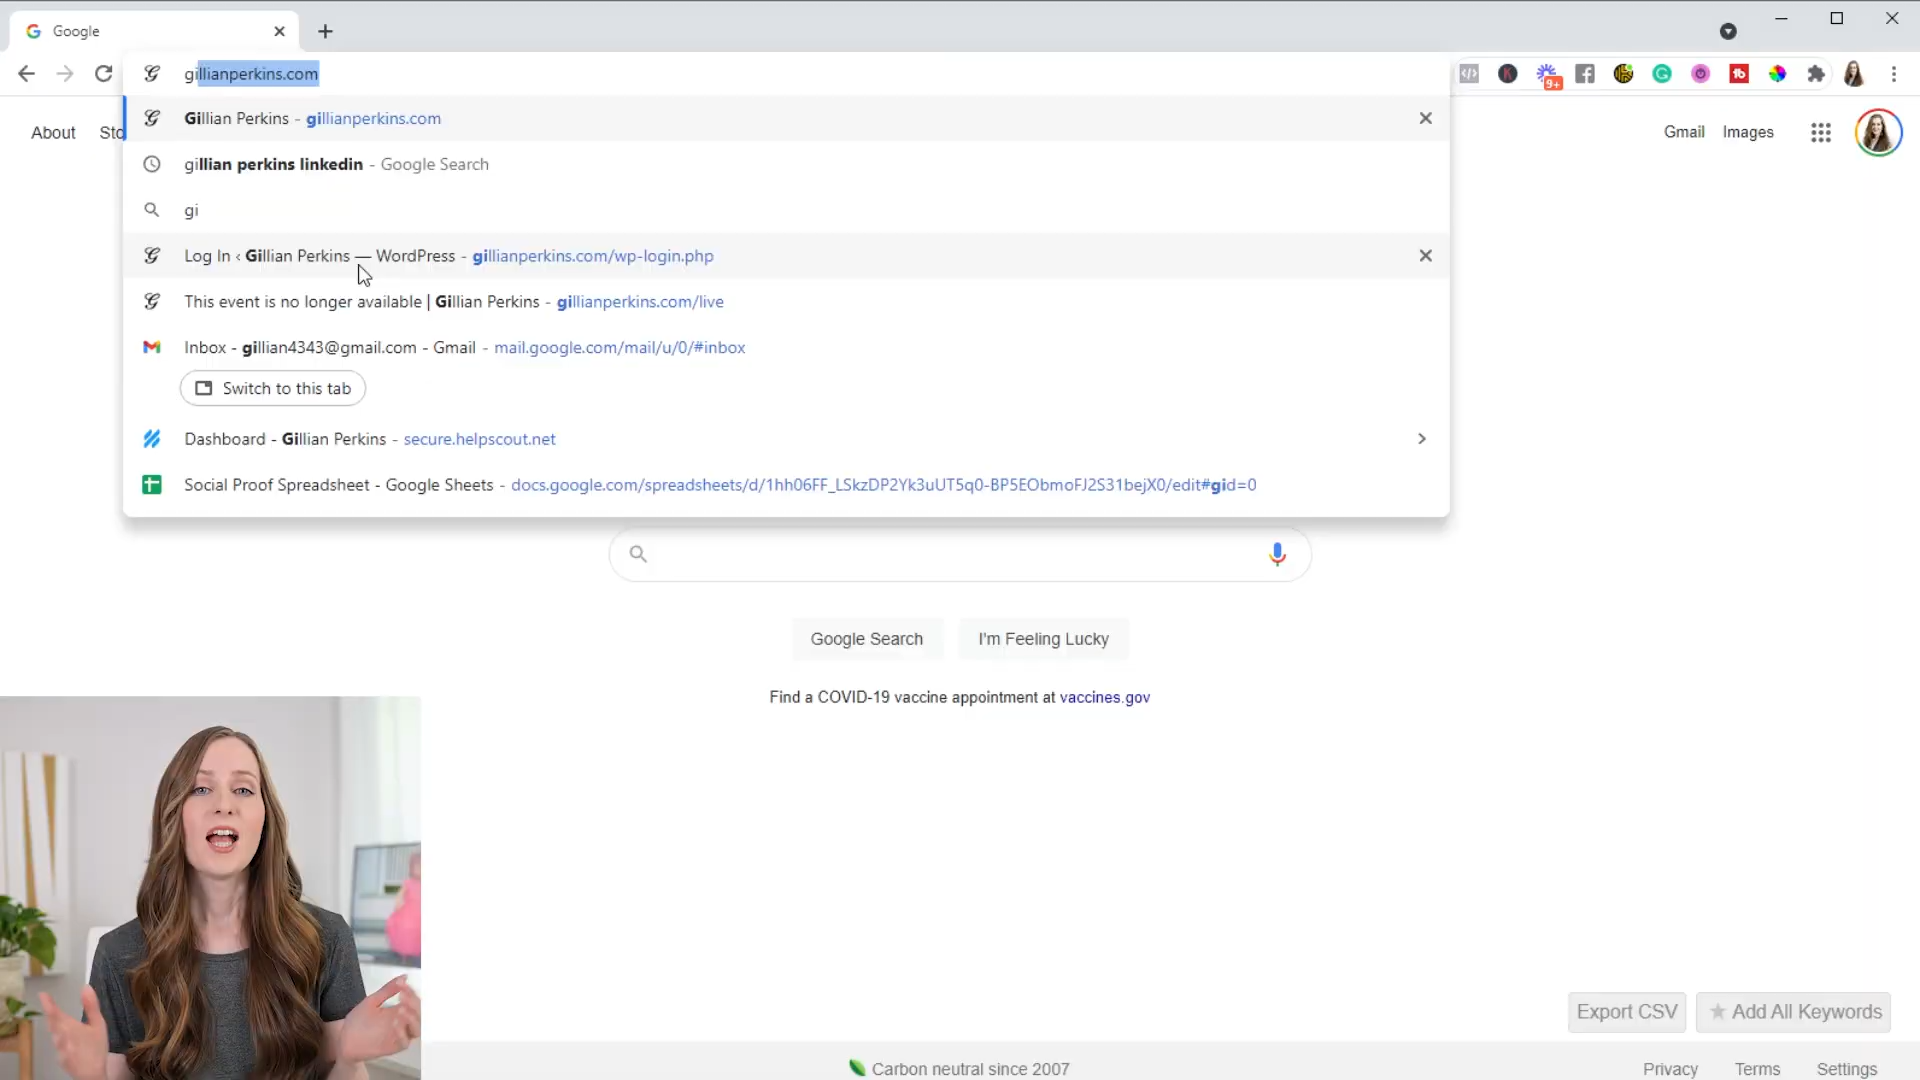 Google
gillianperkins.com
9+
About Sto
Gillian Perkins - gillianperkins.com
Gmail Images
gillian perkins linkedin - Google Search
gi
Log In ‹ Gillian Perkins — WordPress - gillianperkins.com/wp-login.php
This event is no longer available | Gillian Perkins - gillianperkins.com/live
Inbox - gillian4343@gmail.com - Gmail - mail.google.com/mail/u/0/#inbox
Switch to this tab
Dashboard - Gillian Perkins - secure.helpscout.net
Social Proof Spreadsheet - Google Sheets - docs.google.com/spreadsheets/d/1hh06FF_LSkzDP2Yk3uUT5q0-BP5EObmoFJ2S31bejX0/edit#gid=0
Google Search I'm Feeling Lucky
Find a COVID-19 vaccine appointment at vaccines.gov
Export CSV Add All Keywords
Carbon neutral since 2007
Privacy Terms Settings